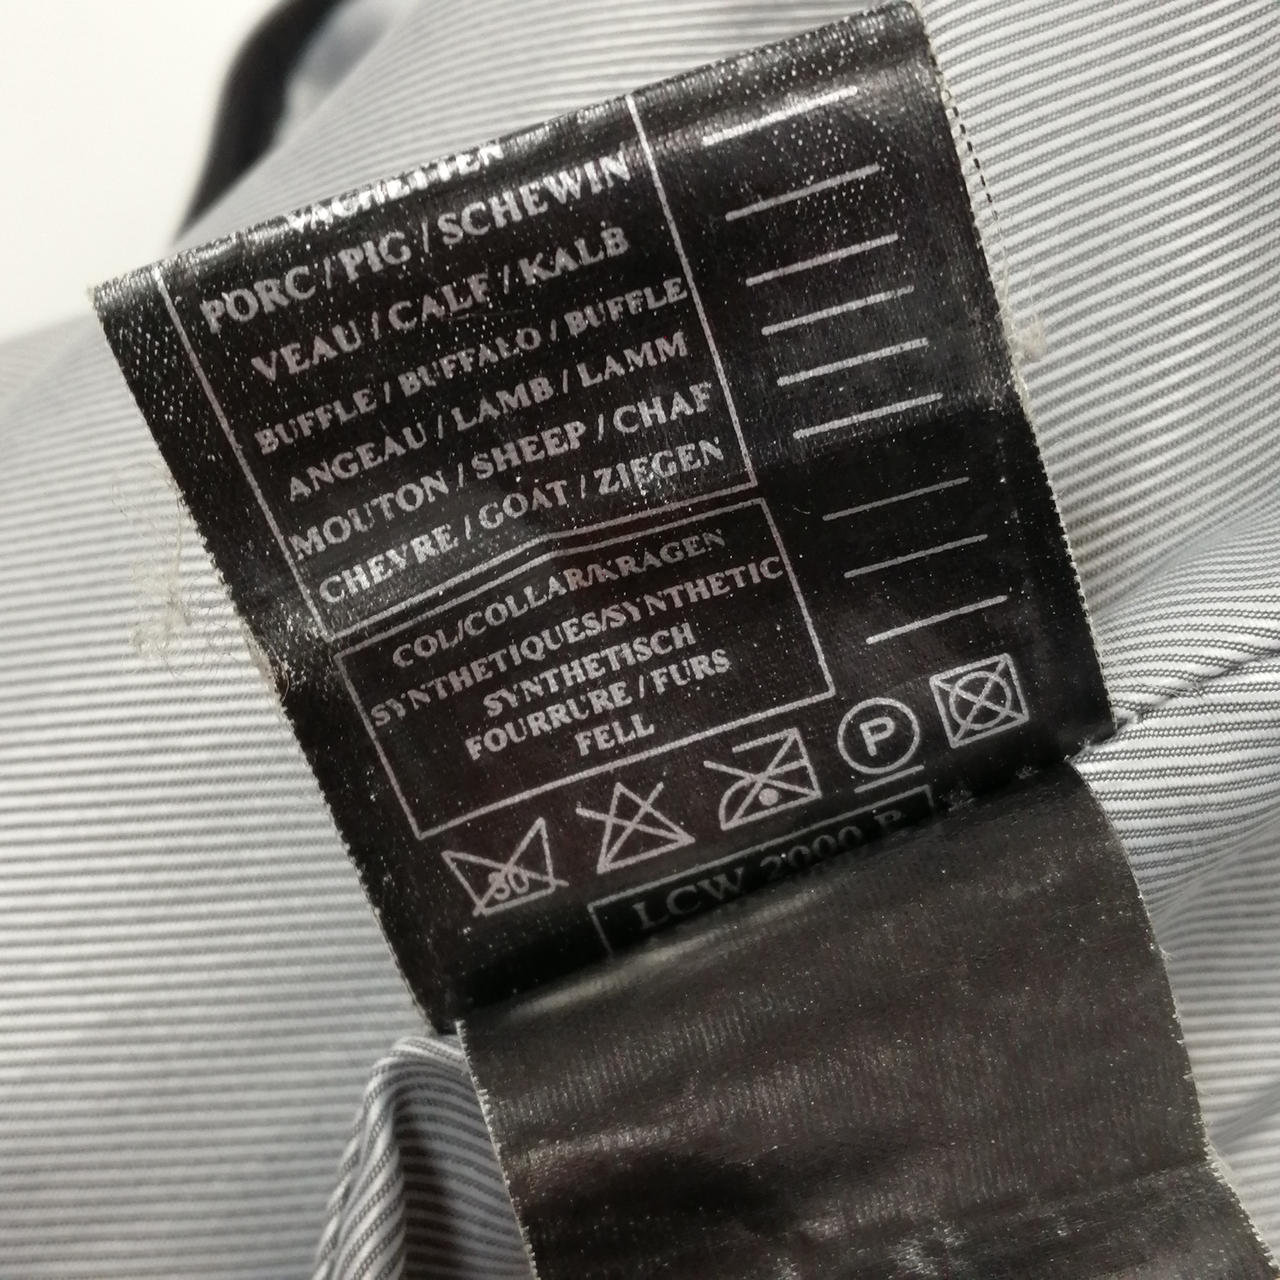 VACHETTEN
PORC / PIG / SCHEWIN
VEAU / CALF / KALB
BUFFLE / BUFFALO / BUFFLE
ANGEAU / LAMB / LAMM
MOUTON / SHEEP / CHAF
CHEVRE / GOAT / ZIEGEN
COL/COLLAR/KRAGEN
SYNTHETIQUES/SYNTHETIC
SYNTHETISCH
FOURRURE / FURS
FELL
30
P
LCW 2000 R